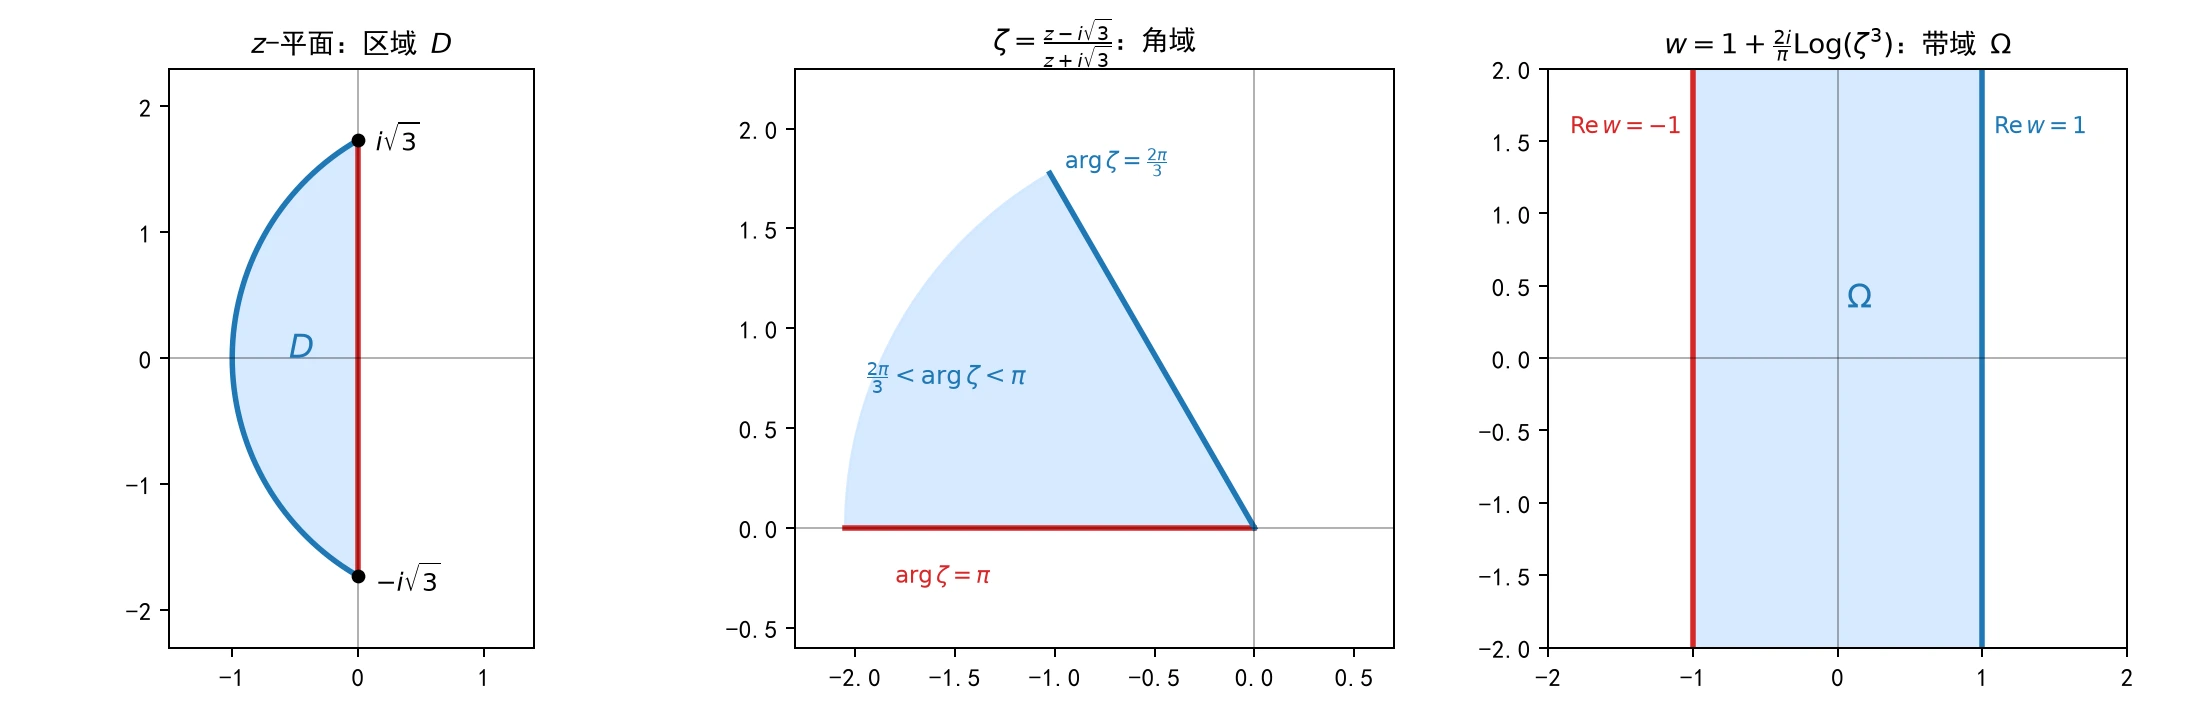 z−平面：区域 D
2
1
0
−1
−2
−1
0
1
i√3
−i√3
D
ζ = \frac{z − i√3}{z + i√3}：角域
2.0
1.5
1.0
0.5
0.0
−0.5
−2.0
−1.5
−1.0
−0.5
0.0
0.5
arg ζ = \frac{2π}{3}
\frac{2π}{3} < arg ζ < π
arg ζ = π
w = 1 + \frac{2i}{π}Log(ζ³)：带域 Ω
2.0
1.5
1.0
0.5
0.0
−0.5
−1.0
−1.5
−2.0
−2
−1
0
1
2
Re w = −1
Re w = 1
Ω